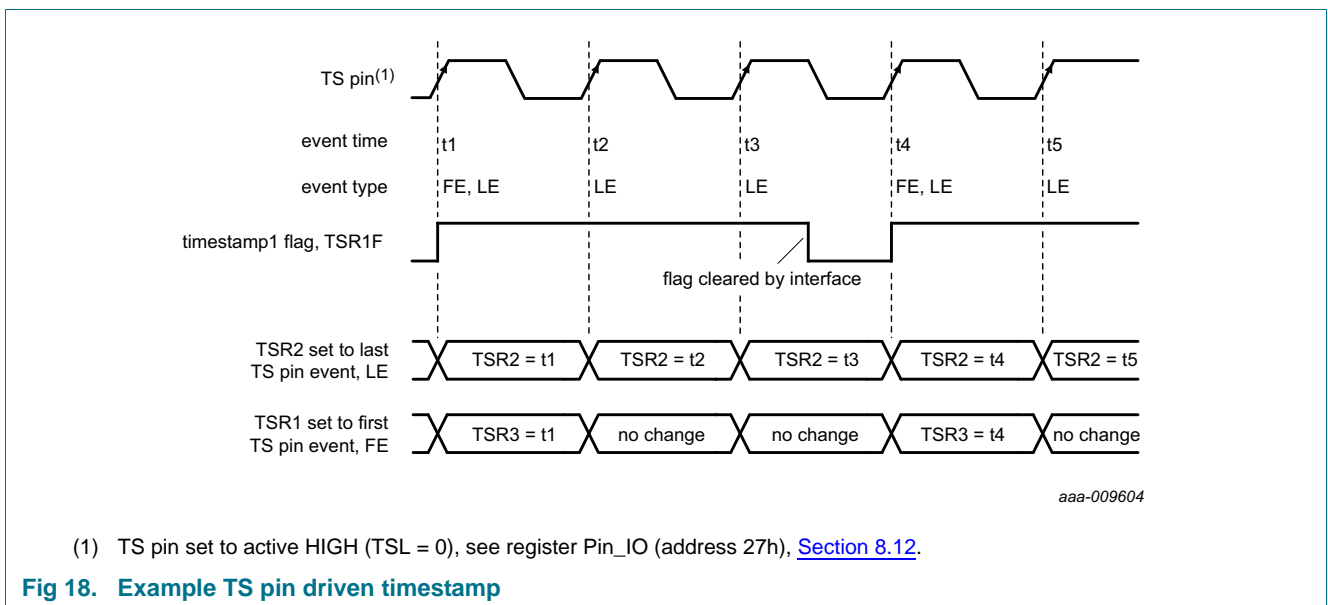 TS pin(1)
event time t1 t2 t3 t4 t5
event type FE, LE LE LE FE, LE LE
timestamp1 flag, TSR1F
flag cleared by interface
TSR2 set to last
TS pin event, LE
TSR2 = t1 TSR2 = t2 TSR2 = t3 TSR2 = t4 TSR2 = t5
TSR1 set to first
TS pin event, FE
TSR3 = t1 no change no change TSR3 = t4 no change
aaa-009604
(1) TS pin set to active HIGH (TSL = 0), see register Pin_IO (address 27h), Section 8.12.
Fig 18. Example TS pin driven timestamp